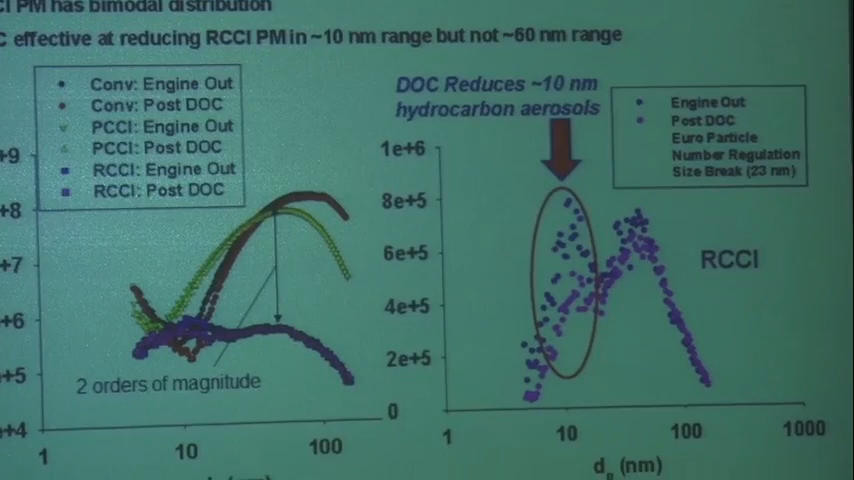 CI PM has bimodal distribution
C effective at reducing RCCI PM in ~10 nm range but not ~60 nm range
Conv: Engine Out
Conv: Post DOC
PCCI: Engine Out
PCCI: Post DOC
RCCI: Engine Out
RCCI: Post DOC
+9
+8
+7
+6
+5
+4
2 orders of magnitude
1
10
100
DOC Reduces ~10 nm
hydrocarbon aerosols
Engine Out
Post DOC
Euro Particle
Number Regulation
Size Break (23 nm)
1e+6
8e+5
6e+5
4e+5
2e+5
0
RCCI
1
10
100
1000
dp (nm)